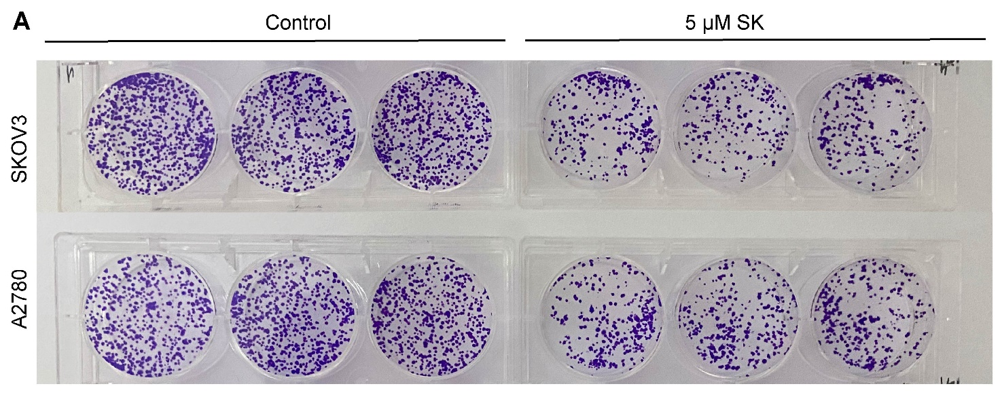 A
Control
5 µM SK
SKOV3
A2780